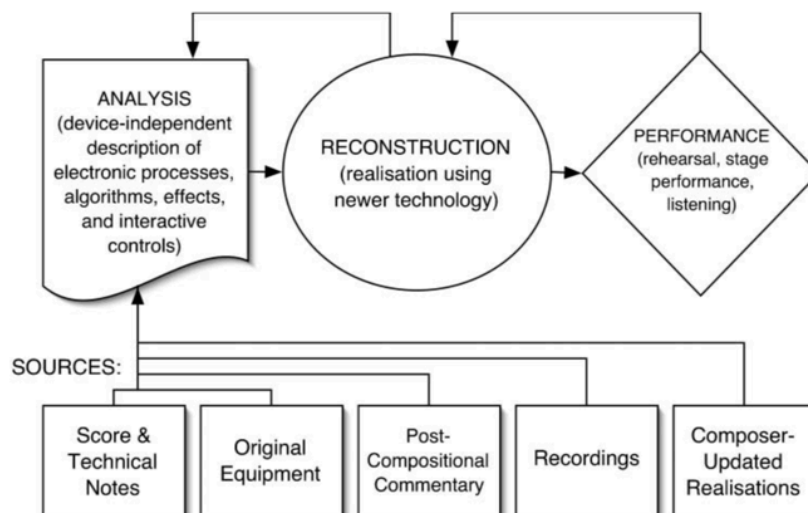 ANALYSIS
(device-independent
description of
electronic processes,
algorithms, effects,
and interactive
controls)
RECONSTRUCTION
(realisation using
newer technology)
PERFORMANCE
(rehearsal, stage
performance,
listening)
SOURCES:
Score &
Technical
Notes
Original
Equipment
Post-
Compositional
Commentary
Recordings
Composer-
Updated
Realisations